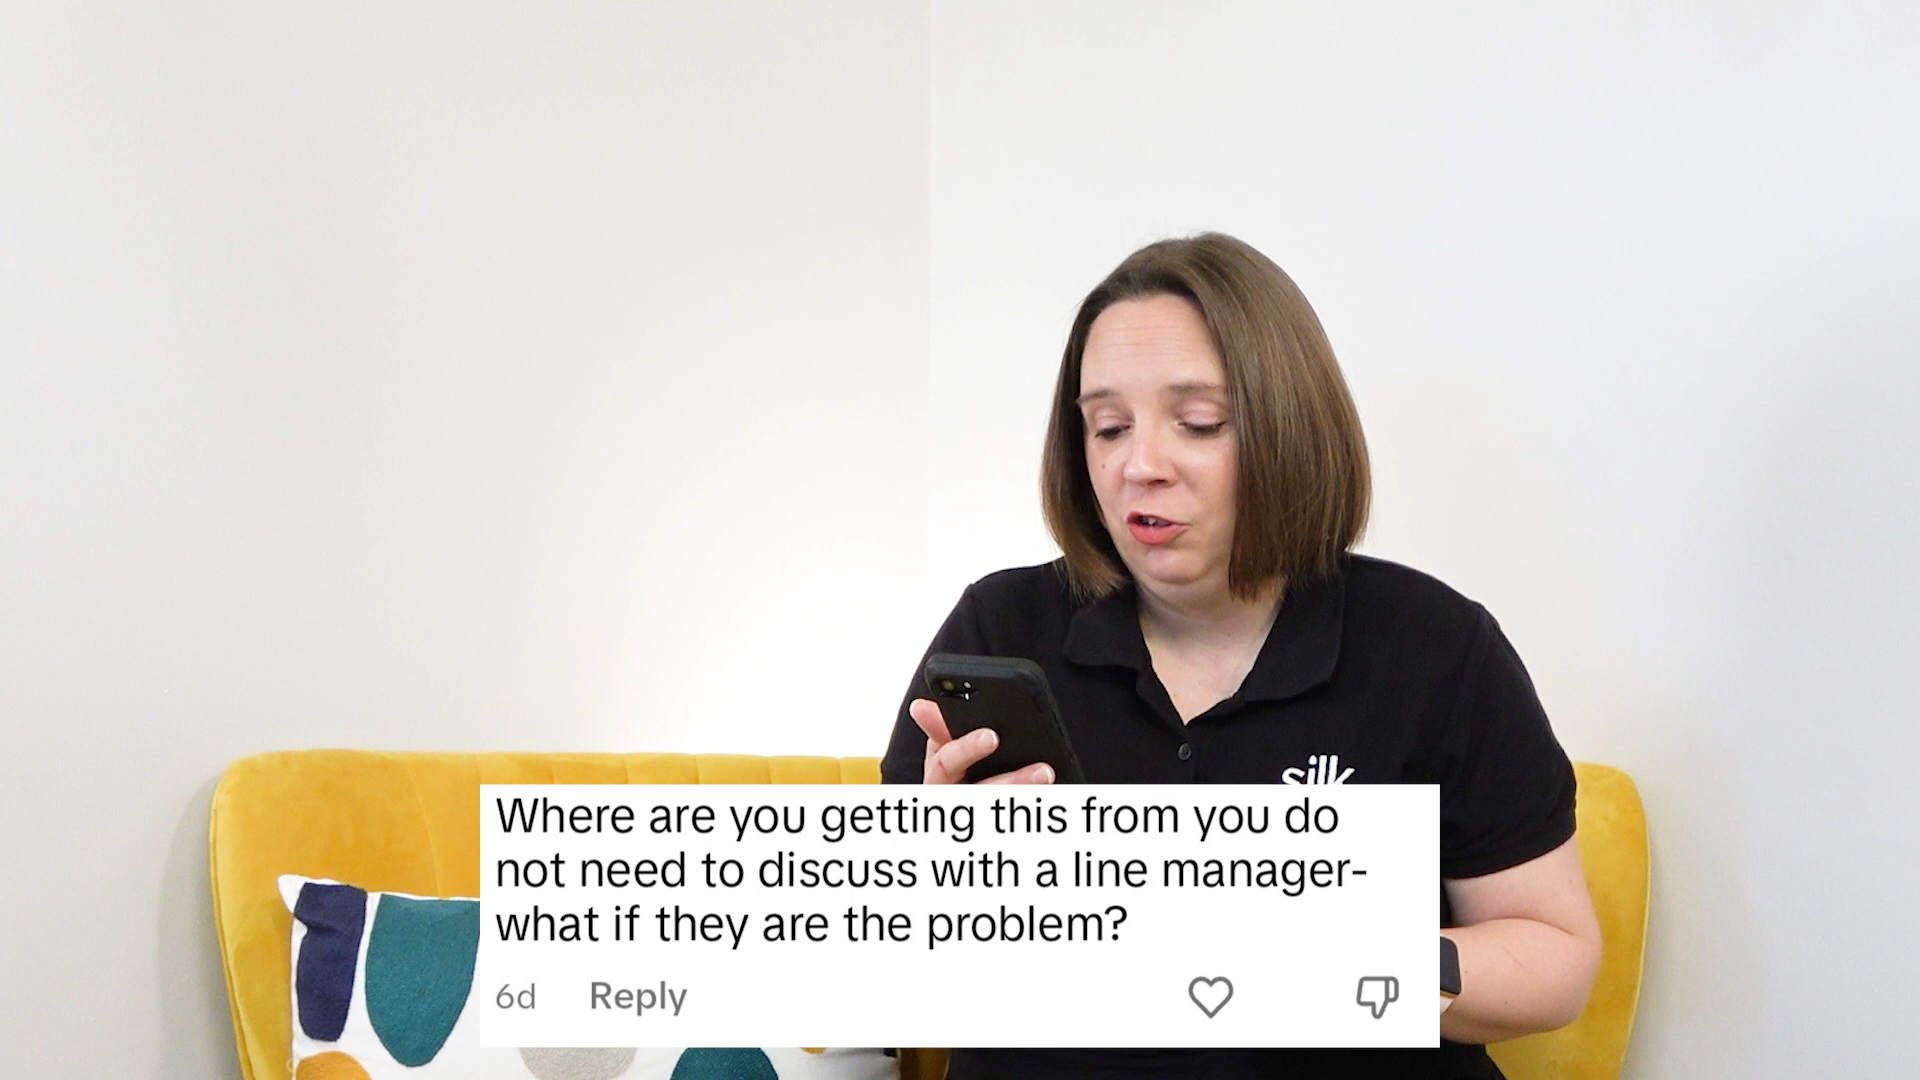 silk
Where are you getting this from you do
not need to discuss with a line manager-
what if they are the problem?
6d Reply